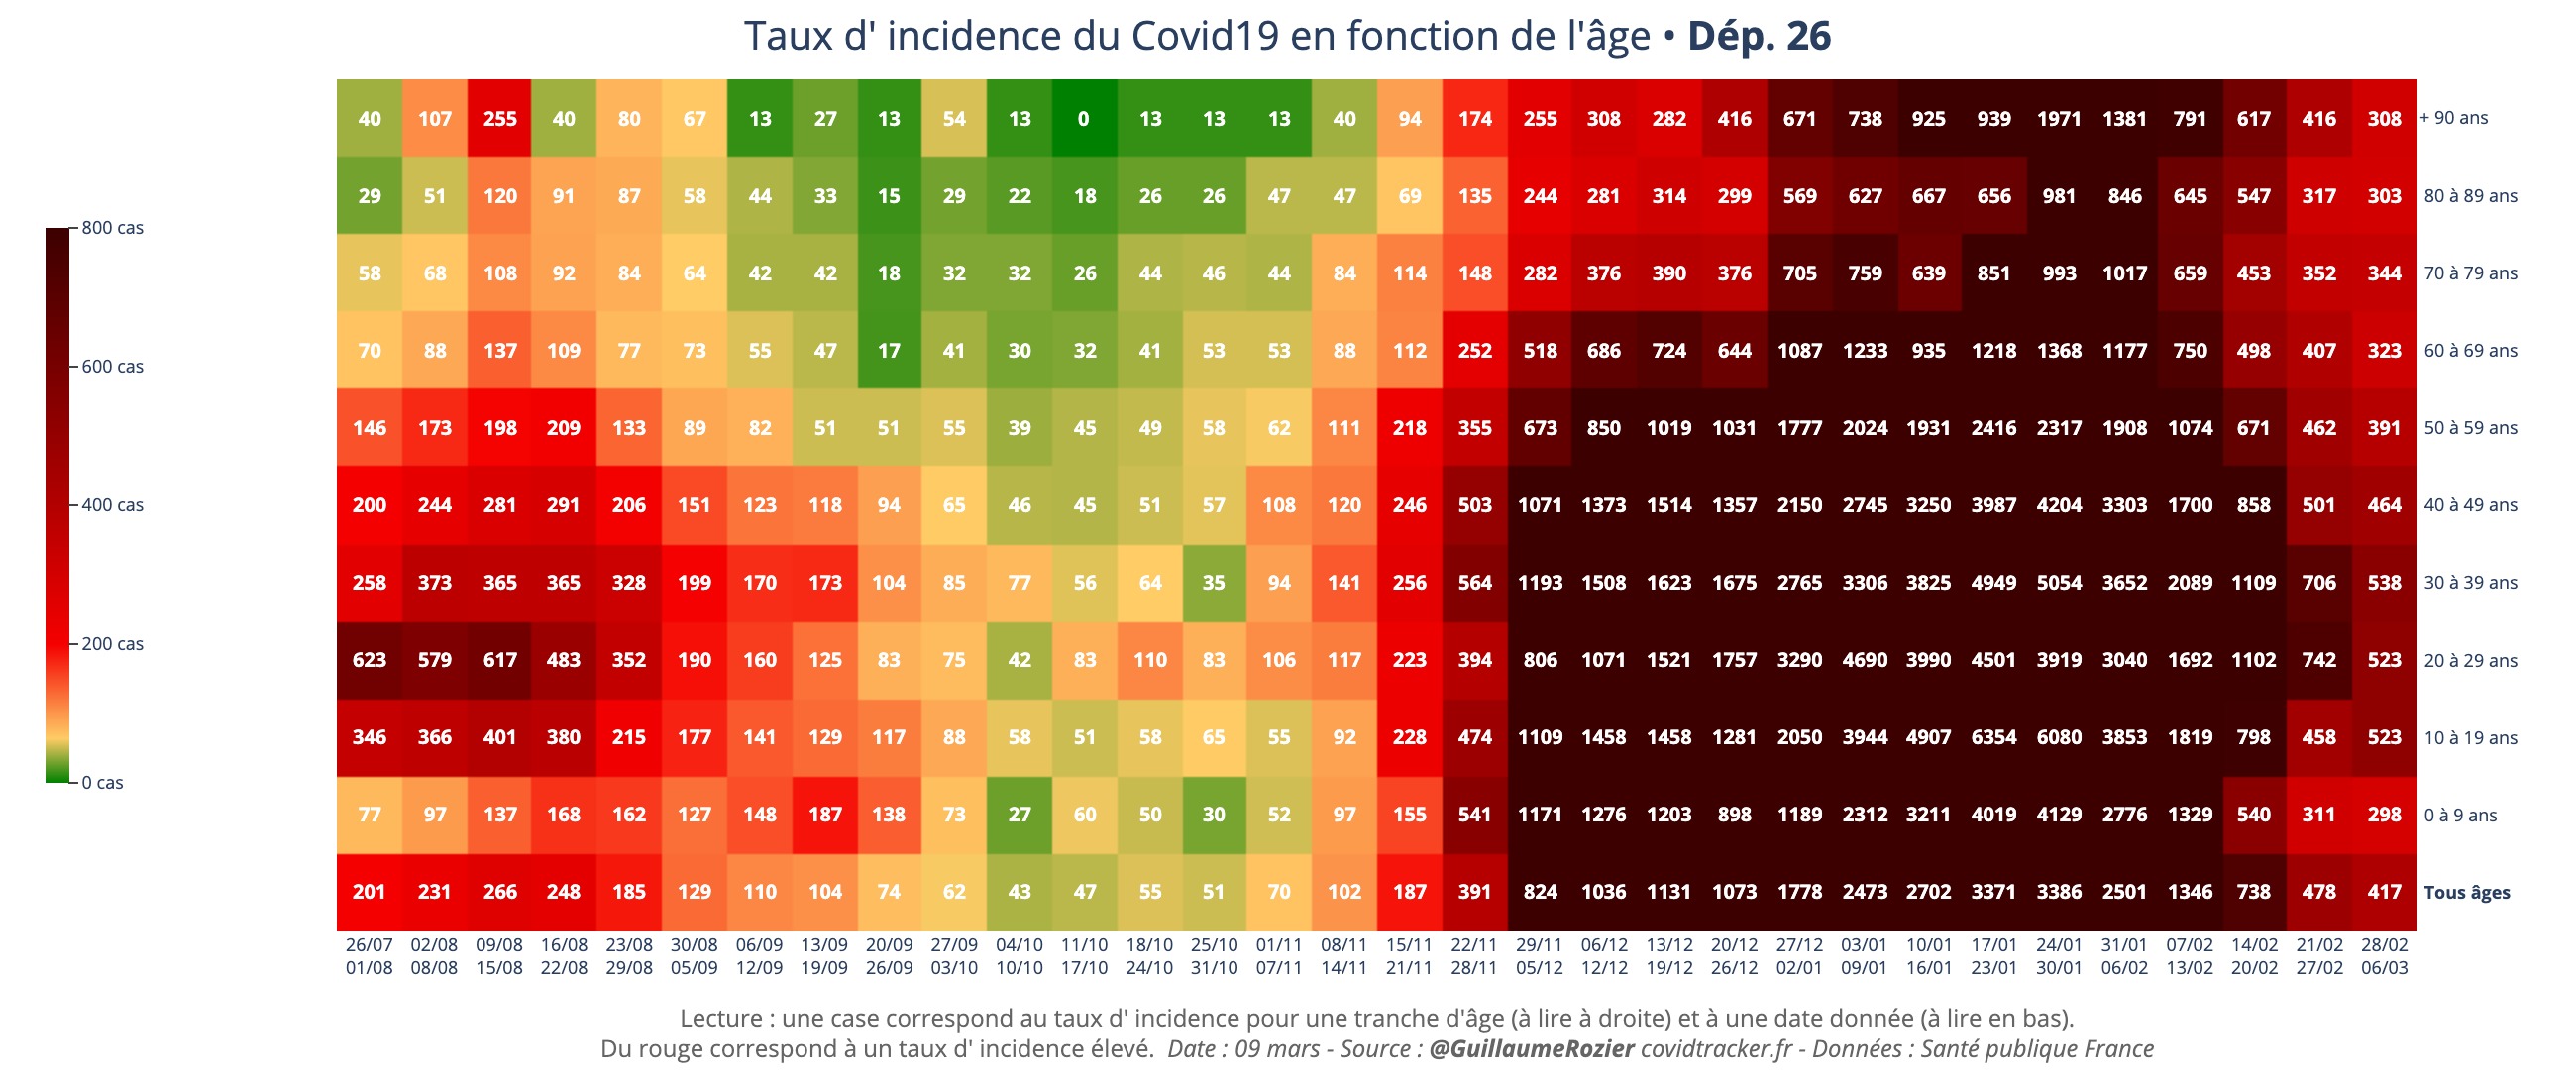 Taux d' incidence du Covid19 en fonction de l'âge • Dép. 26
800 cas
600 cas
400 cas
200 cas
0 cas
40 107 255 40 80 67 13 27 13 54 13 0 13 13 13 40 94 174 255 308 282 416 671 738 925 939 1971 1381 791 617 416 308 + 90 ans
29 51 120 91 87 58 44 33 15 29 22 18 26 26 47 47 69 135 244 281 314 299 569 627 667 656 981 846 645 547 317 303 80 à 89 ans
58 68 108 92 84 64 42 42 18 32 32 26 44 46 44 84 114 148 282 376 390 376 705 759 639 851 993 1017 659 453 352 344 70 à 79 ans
70 88 137 109 77 73 55 47 17 41 30 32 41 53 53 88 112 252 518 686 724 644 1087 1233 935 1218 1368 1177 750 498 407 323 60 à 69 ans
146 173 198 209 133 89 82 51 51 55 39 45 49 58 62 111 218 355 673 850 1019 1031 1777 2024 1931 2416 2317 1908 1074 671 462 391 50 à 59 ans
200 244 281 291 206 151 123 118 94 65 46 45 51 57 108 120 246 503 1071 1373 1514 1357 2150 2745 3250 3987 4204 3303 1700 858 501 464 40 à 49 ans
258 373 365 365 328 199 170 173 104 85 77 56 64 35 94 141 256 564 1193 1508 1623 1675 2765 3306 3825 4949 5054 3652 2089 1109 706 538 30 à 39 ans
623 579 617 483 352 190 160 125 83 75 42 83 110 83 106 117 223 394 806 1071 1521 1757 3290 4690 3990 4501 3919 3040 1692 1102 742 523 20 à 29 ans
346 366 401 380 215 177 141 129 117 88 58 51 58 65 55 92 228 474 1109 1458 1458 1281 2050 3944 4907 6354 6080 3853 1819 798 458 523 10 à 19 ans
77 97 137 168 162 127 148 187 138 73 27 60 50 30 52 97 155 541 1171 1276 1203 898 1189 2312 3211 4019 4129 2776 1329 540 311 298 0 à 9 ans
201 231 266 248 185 129 110 104 74 62 43 47 55 51 70 102 187 391 824 1036 1131 1073 1778 2473 2702 3371 3386 2501 1346 738 478 417 Tous âges
26/07 02/08 09/08 16/08 23/08 30/08 06/09 13/09 20/09 27/09 04/10 11/10 18/10 25/10 01/11 08/11 15/11 22/11 29/11 06/12 13/12 20/12 27/12 03/01 10/01 17/01 24/01 31/01 07/02 14/02 21/02 28/02
01/08 08/08 15/08 22/08 29/08 05/09 12/09 19/09 26/09 03/10 10/10 17/10 24/10 31/10 07/11 14/11 21/11 28/11 05/12 12/12 19/12 26/12 02/01 09/01 16/01 23/01 30/01 06/02 13/02 20/02 27/02 06/03
Lecture : une case correspond au taux d' incidence pour une tranche d'âge (à lire à droite) et à une date donnée (à lire en bas).
Du rouge correspond à un taux d' incidence élevé. Date : 09 mars - Source : @GuillaumeRozier covidtracker.fr - Données : Santé publique France